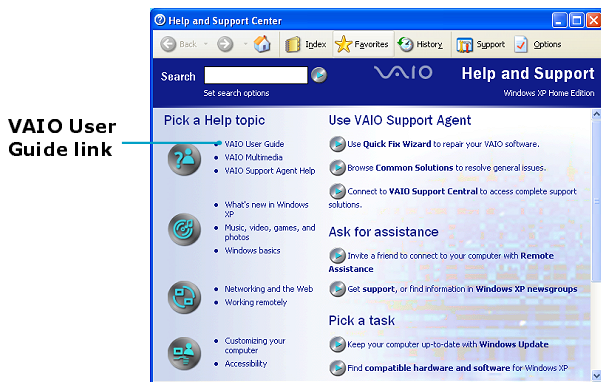 Help and Support Center
Back
Index
Favorites
History
Support
Options
Search
Set search options
VAIO
Help and Support
Windows XP Home Edition
VAIO User
Guide link
Pick a Help topic
VAIO User Guide
VAIO Multimedia
VAIO Support Agent Help
What's new in Windows
XP
Music, video, games, and
photos
Windows basics
Networking and the Web
Working remotely
Customizing your
computer
Accessibility
Use VAIO Support Agent
Use Quick Fix Wizard to repair your VAIO software.
Browse Common Solutions to resolve general issues.
Connect to VAIO Support Central to access complete support
solutions.
Ask for assistance
Invite a friend to connect to your computer with Remote
Assistance
Get support, or find information in Windows XP newsgroups
Pick a task
Keep your computer up-to-date with Windows Update
Find compatible hardware and software for Windows XP